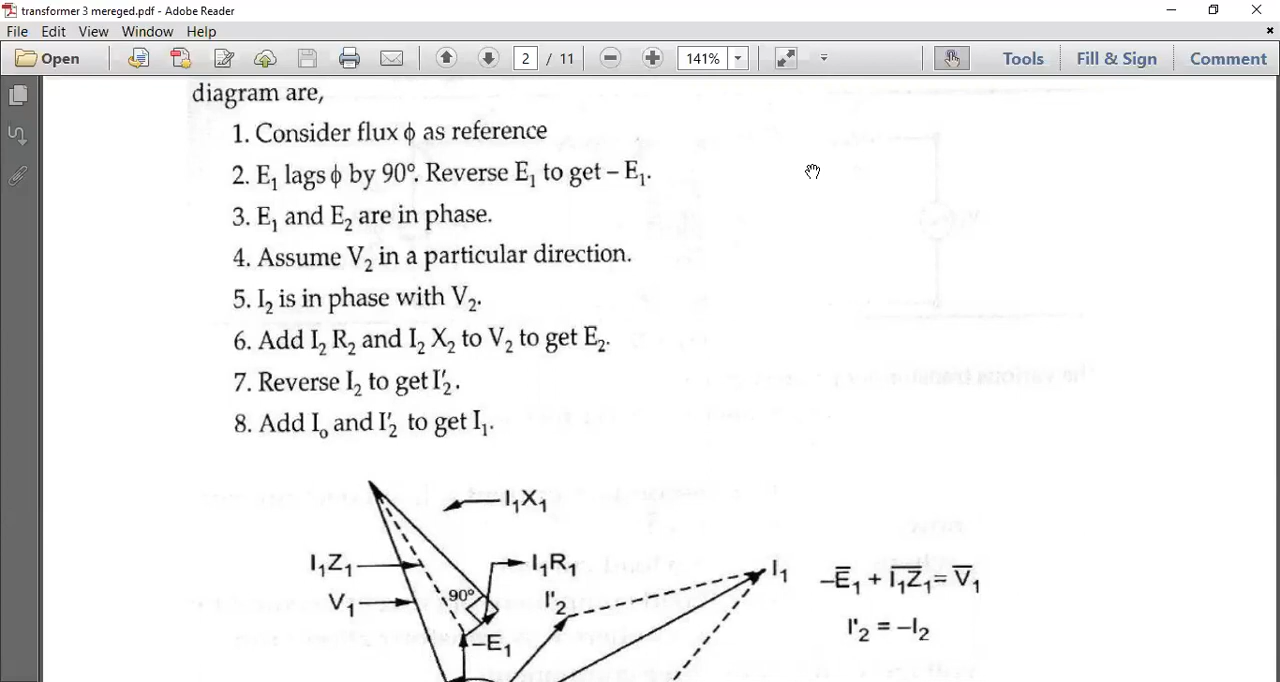 transformer 3 mereged.pdf - Adobe Reader
File Edit View Window Help
Open 2 / 11 141% Tools Fill & Sign Comment
diagram are,
1. Consider flux ϕ as reference
2. E₁ lags ϕ by 90°. Reverse E₁ to get – E₁.
3. E₁ and E₂ are in phase.
4. Assume V₂ in a particular direction.
5. I₂ is in phase with V₂.
6. Add I₂ R₂ and I₂ X₂ to V₂ to get E₂.
7. Reverse I₂ to get I′₂.
8. Add Iₒ and I′₂ to get I₁.
I₁X₁
I₁Z₁
I₁R₁
I₁
-E̅₁ + I̅₁Z̅₁= V̅₁
V₁
90°
I'₂
I'₂ = –I₂
–E₁